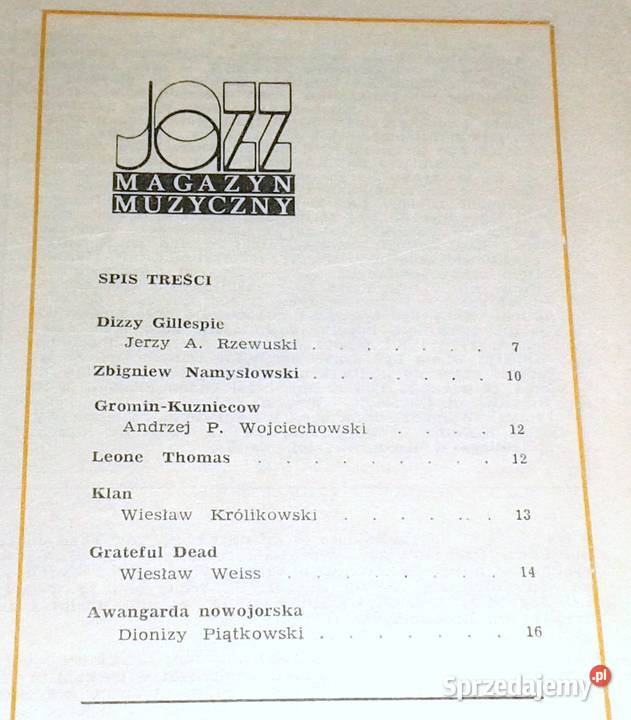 JAZZ
MAGAZYN
MUZYCZNY
SPIS TREŚCI
Dizzy Gillespie
Jerzy A. Rzewuski . . . . . . . 7
Zbigniew Namysłowski . . . . . . . 10
Gromin-Kuzniecow
Andrzej P. Wojciechowski . . . . 12
Leone Thomas . . . . . . . . . 12
Klan
Wiesław Królikowski . . . . . . 13
Grateful Dead
Wiesław Weiss . . . . . . . 14
Awangarda nowojorska
Dionizy Piątkowski . . . . . . . 16
Sprzedajemy.pl